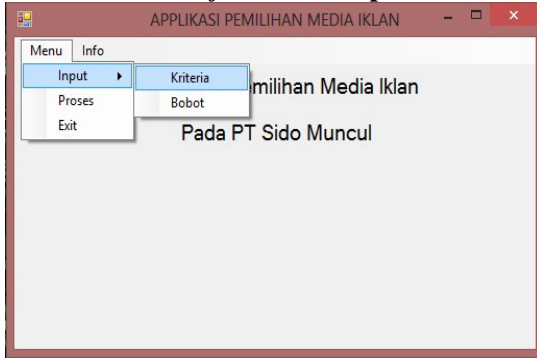 APPLIKASI PEMILIHAN MEDIA IKLAN
Menu Info
Input Kriteria
milihan Media Iklan
Proses Bobot
Exit
Pada PT Sido Muncul